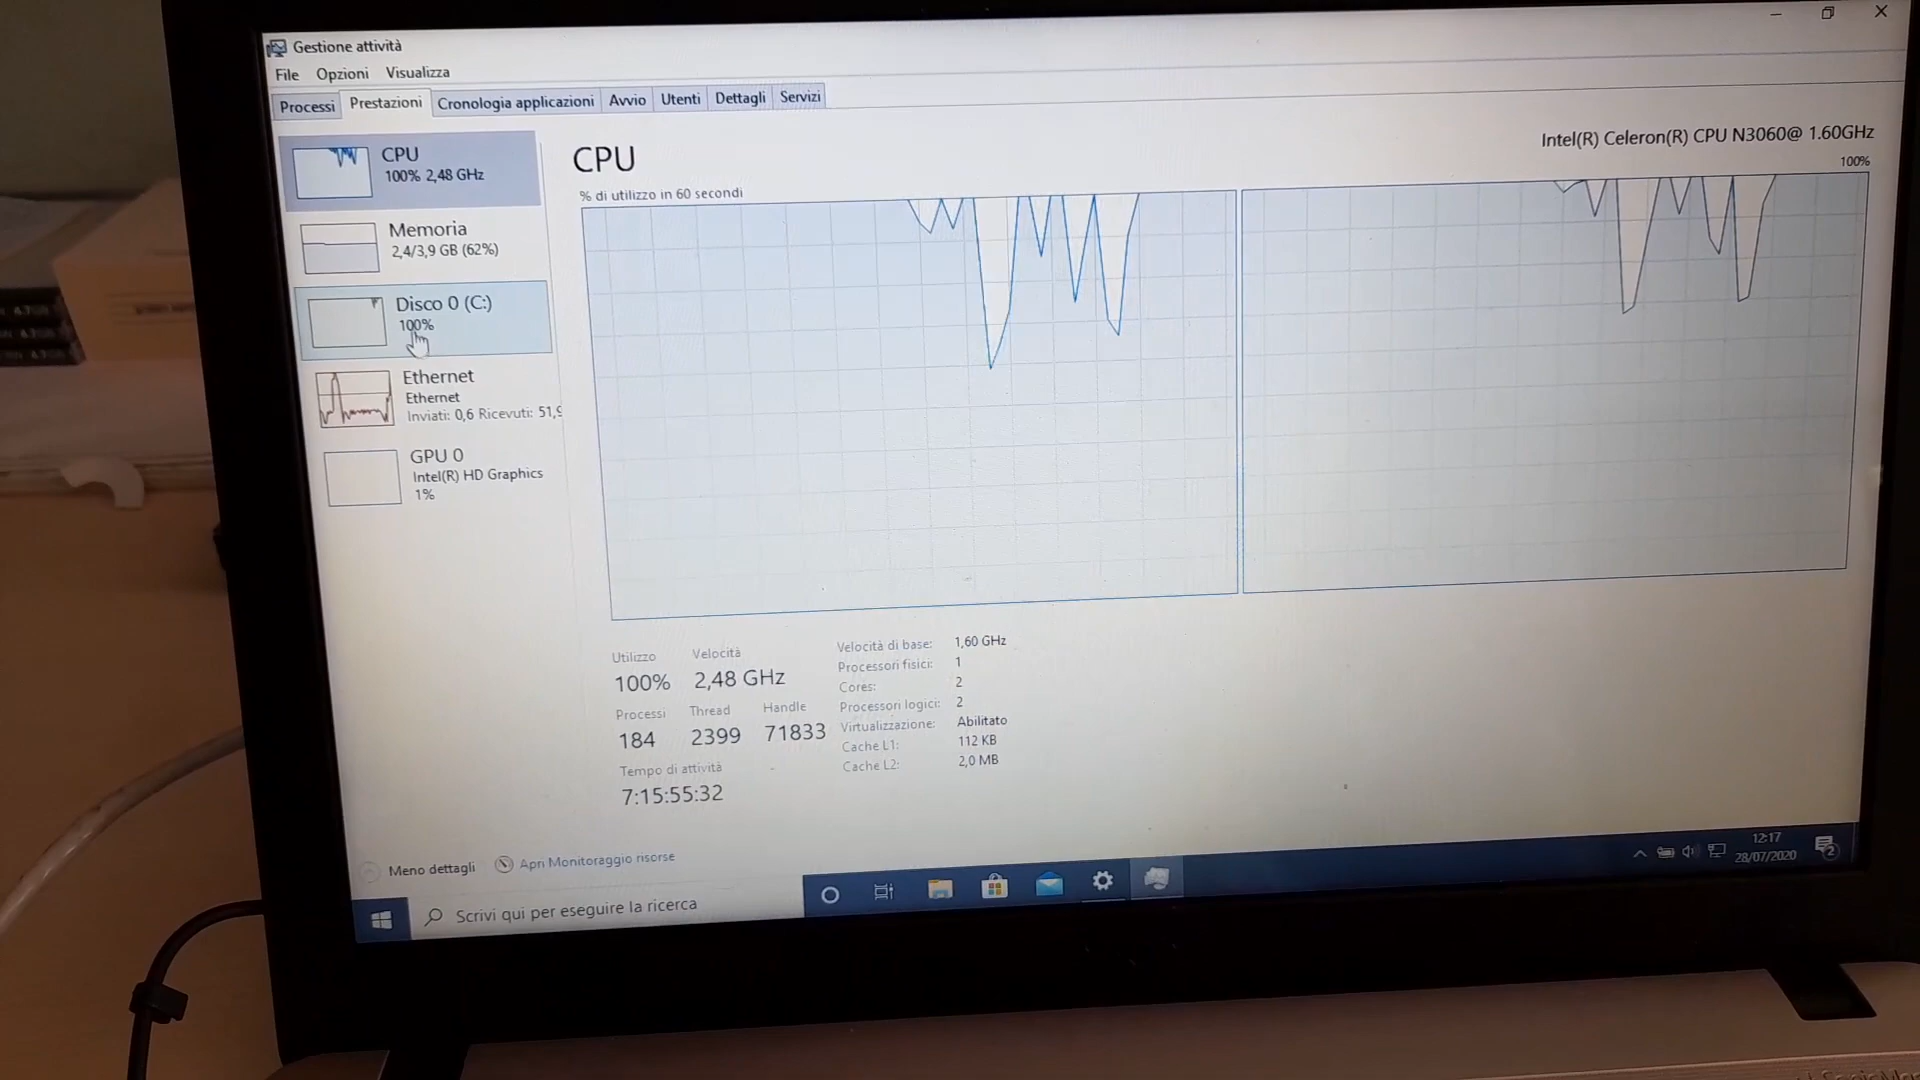 Gestione attività
File Opzioni Visualizza
Processi Prestazioni Cronologia applicazioni Avvio Utenti Dettagli Servizi
CPU
100% 2,48 GHz
Memoria
2,4/3,9 GB (62%)
Disco 0 (C:)
100%
Ethernet
Ethernet
Inviati: 0,6 Ricevuti: 51,9
GPU 0
Intel(R) HD Graphics
1%
CPU
Intel(R) Celeron(R) CPU N3060@ 1.60GHz
% di utilizzo in 60 secondi
100%
Utilizzo
100%
Velocità
2,48 GHz
Processi
184
Thread
2399
Handle
71833
Tempo di attività
7:15:55:32
Velocità di base: 1,60 GHz
Processori fisici: 1
Cores: 2
Processori logici: 2
Virtualizzazione: Abilitato
Cache L1: 112 KB
Cache L2: 2,0 MB
Meno dettagli
Apri Monitoraggio risorse
Scrivi qui per eseguire la ricerca
12:17
28/07/2020
2